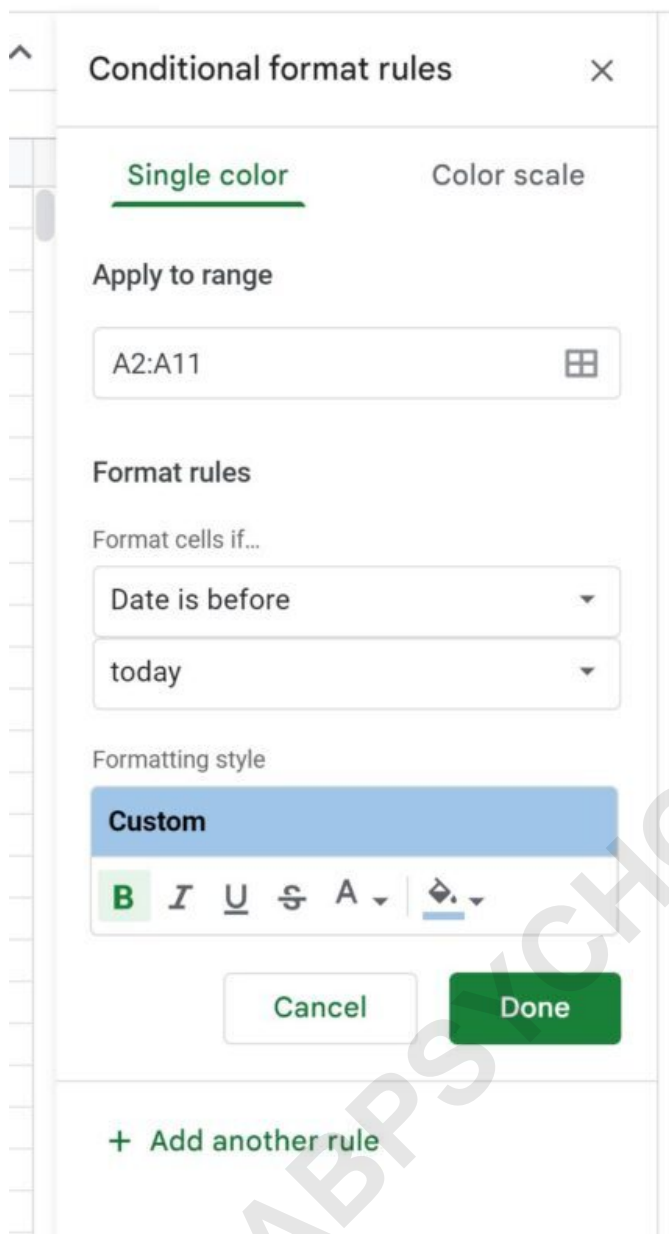 Conditional format rules
Single color Color scale
Apply to range
A2:A11
Format rules
Format cells if…
Date is before
today
Formatting style
Custom
B I U S A
Cancel Done
+ Add another rule